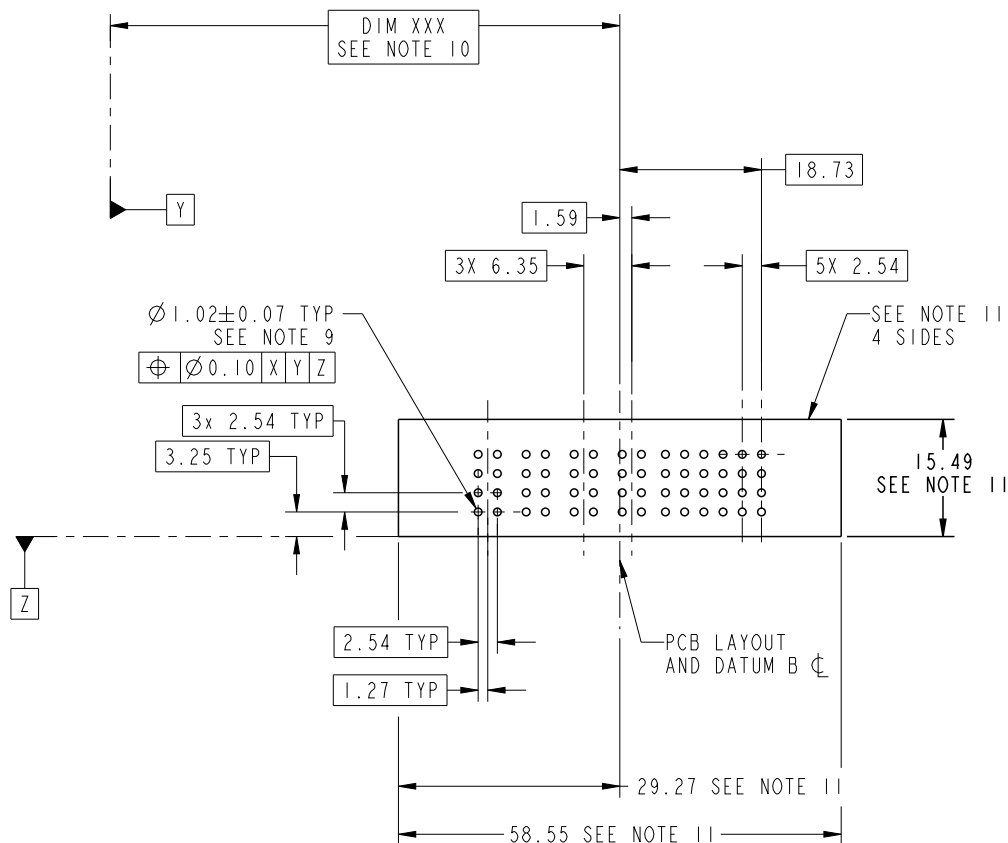 DIM XXX
SEE NOTE 10
18.73
Y
1.59
3X 6.35
5X 2.54
Ø1.02±0.07 TYP
SEE NOTE 9
⌖ Ø0.10 X Y Z
SEE NOTE 11
4 SIDES
3x 2.54 TYP
3.25 TYP
15.49
SEE NOTE 11
Z
2.54 TYP
PCB LAYOUT
AND DATUM B ℄
1.27 TYP
29.27 SEE NOTE 11
58.55 SEE NOTE 11